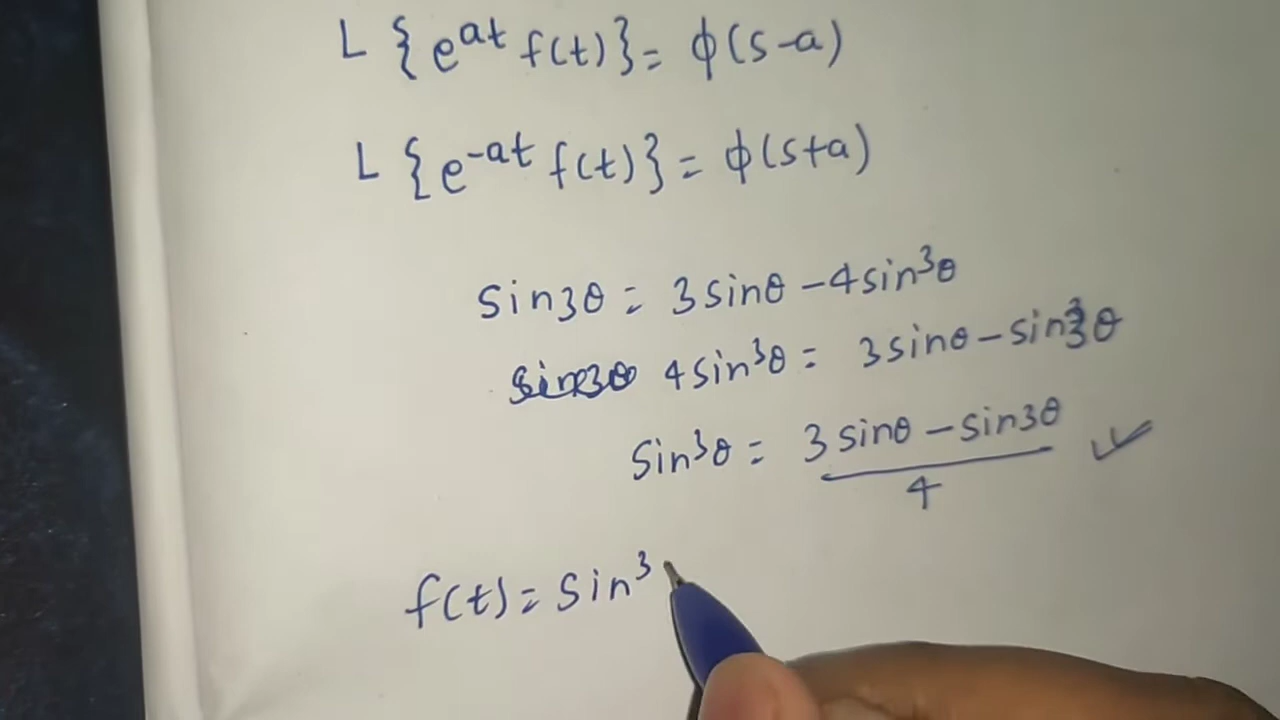 L {e^at f(t)} = ϕ(s-a)
L {e^-at f(t)} = ϕ(s+a)
sin3θ = 3sinθ - 4sin³θ
4sin³θ = 3sinθ - sin3θ
sin³θ = 3sinθ - sin3θ / 4 ✓
f(t) = sin³